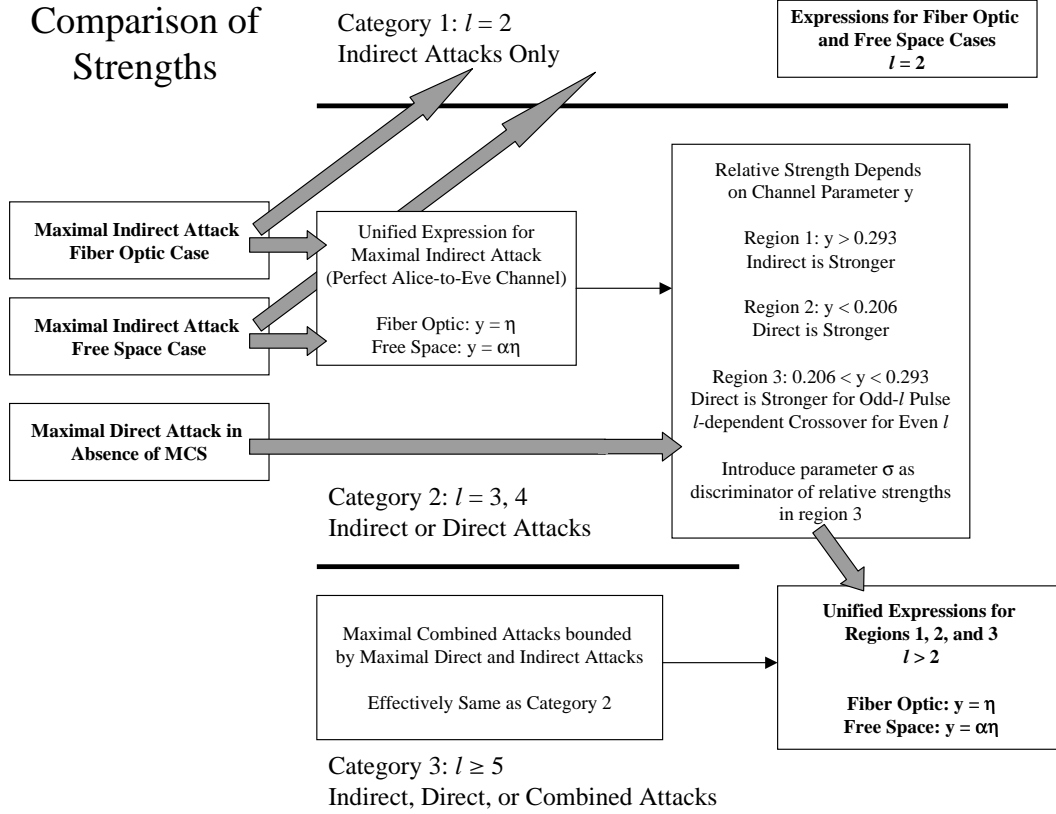 Comparison of
Strengths
Category 1: l = 2
Indirect Attacks Only
Expressions for Fiber Optic
and Free Space Cases
l = 2
Maximal Indirect Attack
Fiber Optic Case
Maximal Indirect Attack
Free Space Case
Maximal Direct Attack in
Absence of MCS
Unified Expression for
Maximal Indirect Attack
(Perfect Alice-to-Eve Channel)
Fiber Optic: y = η
Free Space: y = αη
Relative Strength Depends
on Channel Parameter y
Region 1: y > 0.293
Indirect is Stronger
Region 2: y < 0.206
Direct is Stronger
Region 3: 0.206 < y < 0.293
Direct is Stronger for Odd-l Pulse
l-dependent Crossover for Even l
Introduce parameter σ as
discriminator of relative strengths
in region 3
Category 2: l = 3, 4
Indirect or Direct Attacks
Maximal Combined Attacks bounded
by Maximal Direct and Indirect Attacks
Effectively Same as Category 2
Unified Expressions for
Regions 1, 2, and 3
l > 2
Fiber Optic: y = η
Free Space: y = αη
Category 3: l ≥ 5
Indirect, Direct, or Combined Attacks